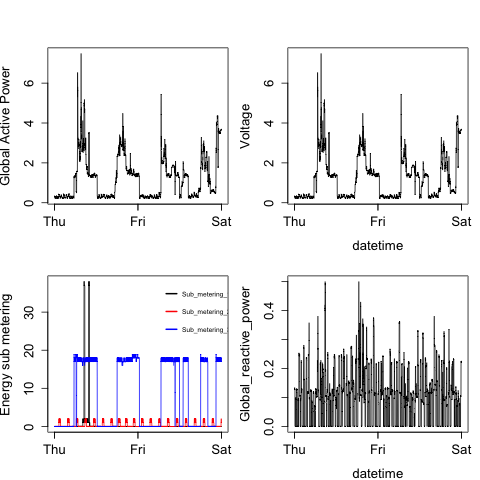 Global Active Power
0 2 4 6
Thu Fri Sat
Voltage
0 2 4 6
Thu Fri Sat
datetime
Energy sub metering
0 10 20 30
Sub_metering_
Sub_metering_
Sub_metering_
Thu Fri Sat
Global_reactive_power
0.0 0.2 0.4
Thu Fri Sat
datetime